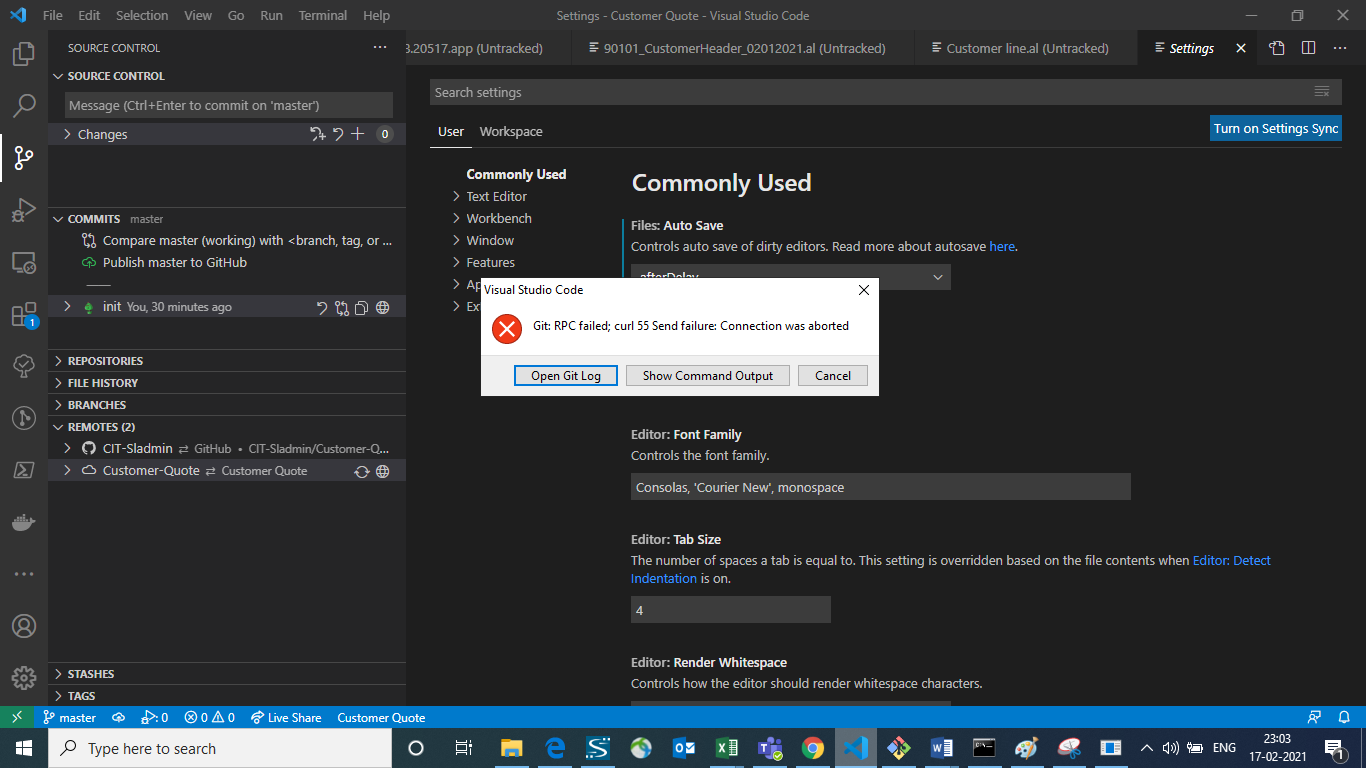 File Edit Selection View Go Run Terminal Help
Settings - Customer Quote - Visual Studio Code
SOURCE CONTROL
3.20517.app (Untracked)
90101_CustomerHeader_02012021.al (Untracked)
Customer line.al (Untracked)
Settings
SOURCE CONTROL
Message (Ctrl+Enter to commit on 'master')
Changes
0
COMMITS master
Compare master (working) with <branch, tag, or ...
Publish master to GitHub
init You, 30 minutes ago
1
REPOSITORIES
FILE HISTORY
BRANCHES
REMOTES (2)
CIT-Sladmin ⇄ GitHub • CIT-Sladmin/Customer-Q...
Customer-Quote ⇄ Customer Quote
STASHES
TAGS
Search settings
User Workspace
Turn on Settings Sync
Commonly Used
Text Editor
Workbench
Window
Features
Ap
Ex
Commonly Used
Files: Auto Save
Controls auto save of dirty editors. Read more about autosave here.
afterDelay
Visual Studio Code
Git: RPC failed; curl 55 Send failure: Connection was aborted
Open Git Log Show Command Output Cancel
Editor: Font Family
Controls the font family.
Consolas, 'Courier New', monospace
Editor: Tab Size
The number of spaces a tab is equal to. This setting is overridden based on the file contents when Editor: Detect
Indentation is on.
4
Editor: Render Whitespace
Controls how the editor should render whitespace characters.
master
0
0 0
Live Share
Customer Quote
Type here to search
ENG
23:03
17-02-2021
1